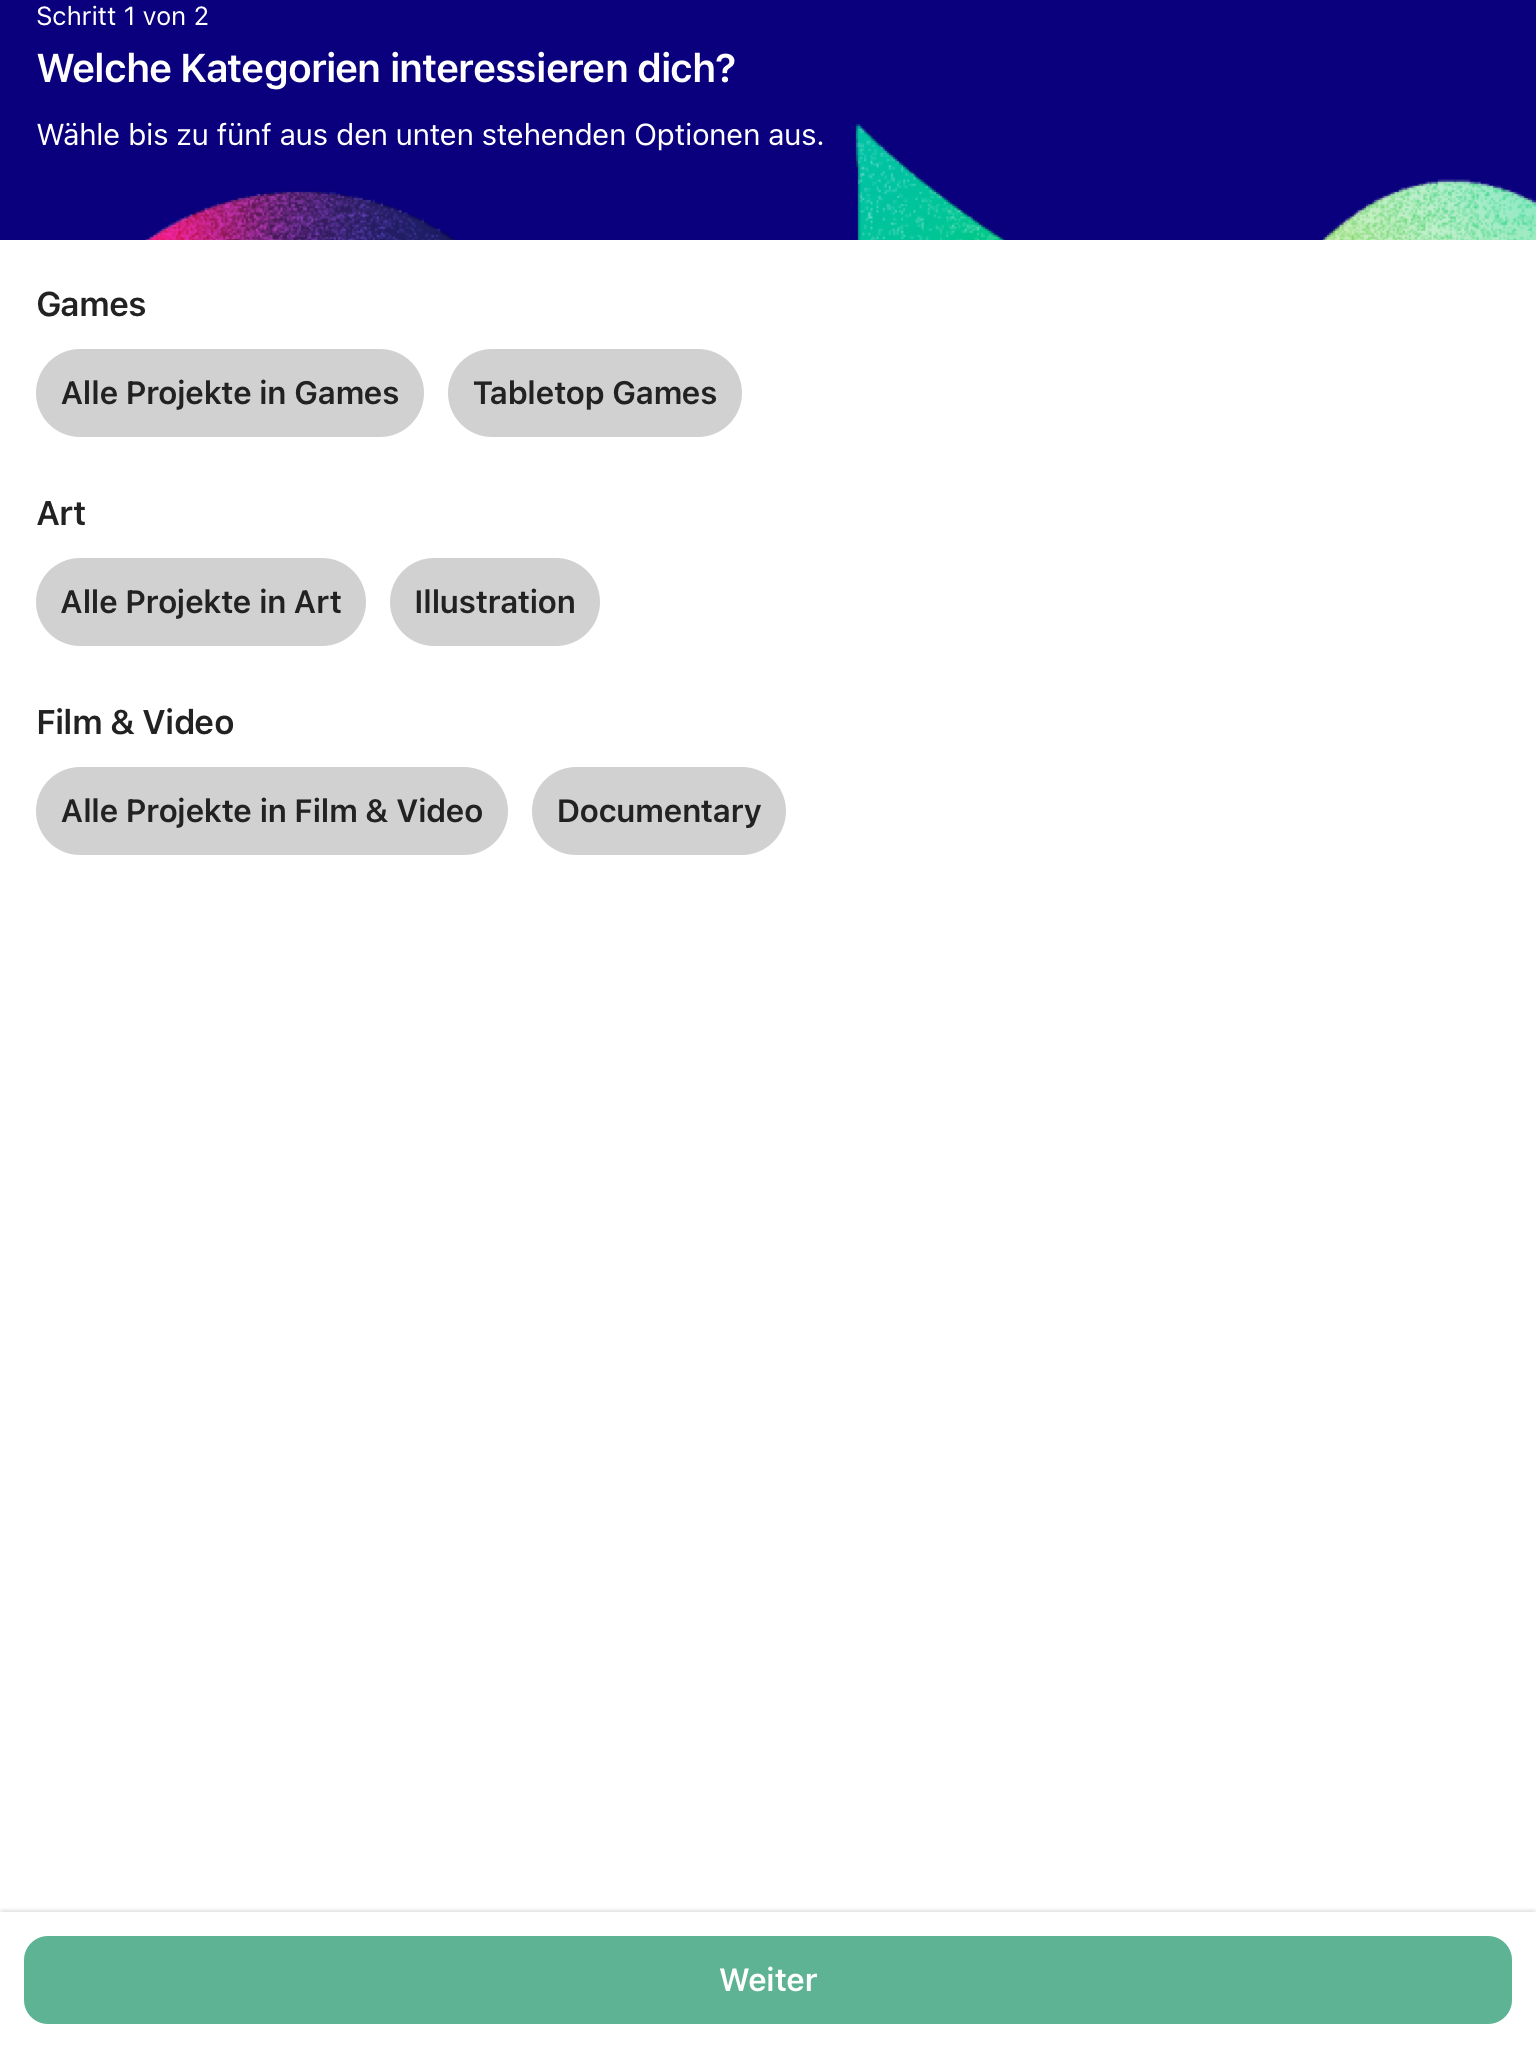 Schritt 1 von 2
Welche Kategorien interessieren dich?
Wähle bis zu fünf aus den unten stehenden Optionen aus.
Games
Alle Projekte in Games
Tabletop Games
Art
Alle Projekte in Art
Illustration
Film & Video
Alle Projekte in Film & Video
Documentary
Weiter